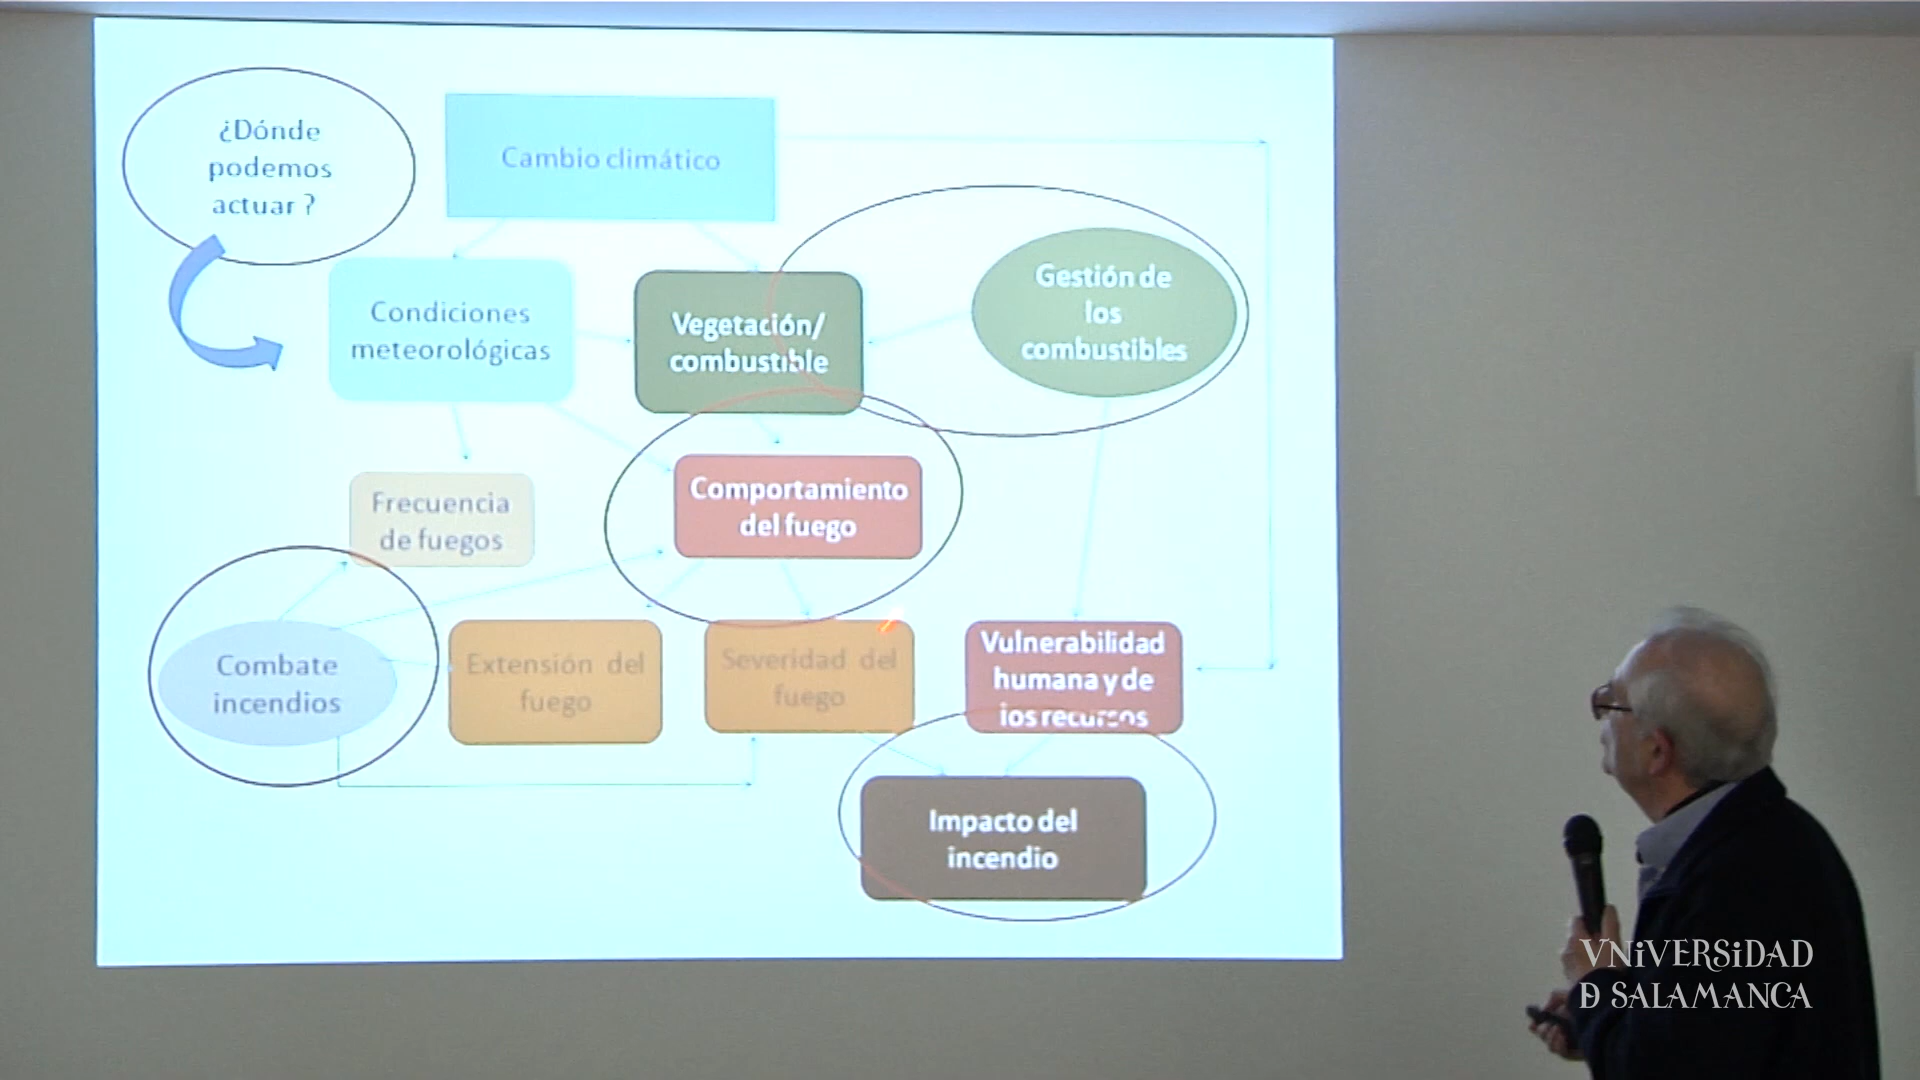 ¿Dónde
podemos
actuar ?
Cambio climático
Condiciones
meteorológicas
Vegetación/
combustible
Gestión de
los
combustibles
Frecuencia
de fuegos
Comportamiento
del fuego
Combate
incendios
Extensión del
fuego
Severidad del
fuego
Vulnerabilidad
humana y de
los recursos
Impacto del
incendio
VNiVERSiDAD
Ð SALAMANCA